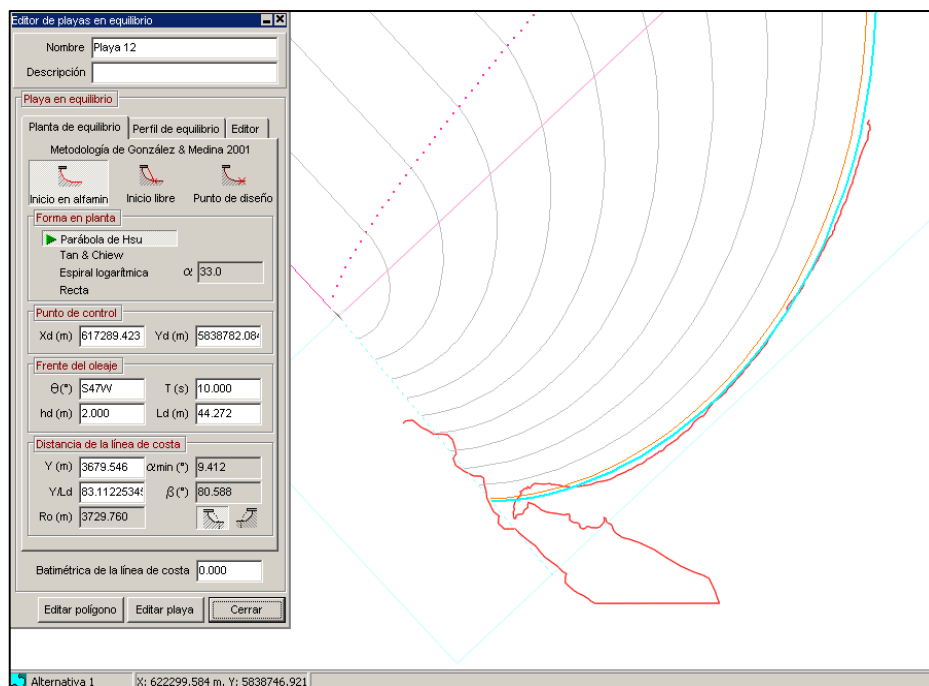 Editor de playas en equilibrio
Nombre Playa 12
Descripción
Playa en equilibrio
Planta de equilibrio Perfil de equilibrio Editor
Metodología de González & Medina 2001
Inicio en alfamin Inicio libre Punto de diseño
Forma en planta
Parábola de Hsu
Tan & Chiew
Espiral logarítmica α 33.0
Recta
Punto de control
Xd (m) 617289.423 Yd (m) 5838782.084
Frente del oleaje
Θ(°) S47W T (s) 10.000
hd (m) 2.000 Ld (m) 44.272
Distancia de la línea de costa
Y (m) 3679.546 αmin (°) 9.412
Y/Ld 83.11225345 β(°) 80.588
Ro (m) 3729.760
Batimétrica de la línea de costa 0.000
Editar polígono Editar playa Cerrar
Alternativa 1 X: 622299.584 m, Y: 5838746.921